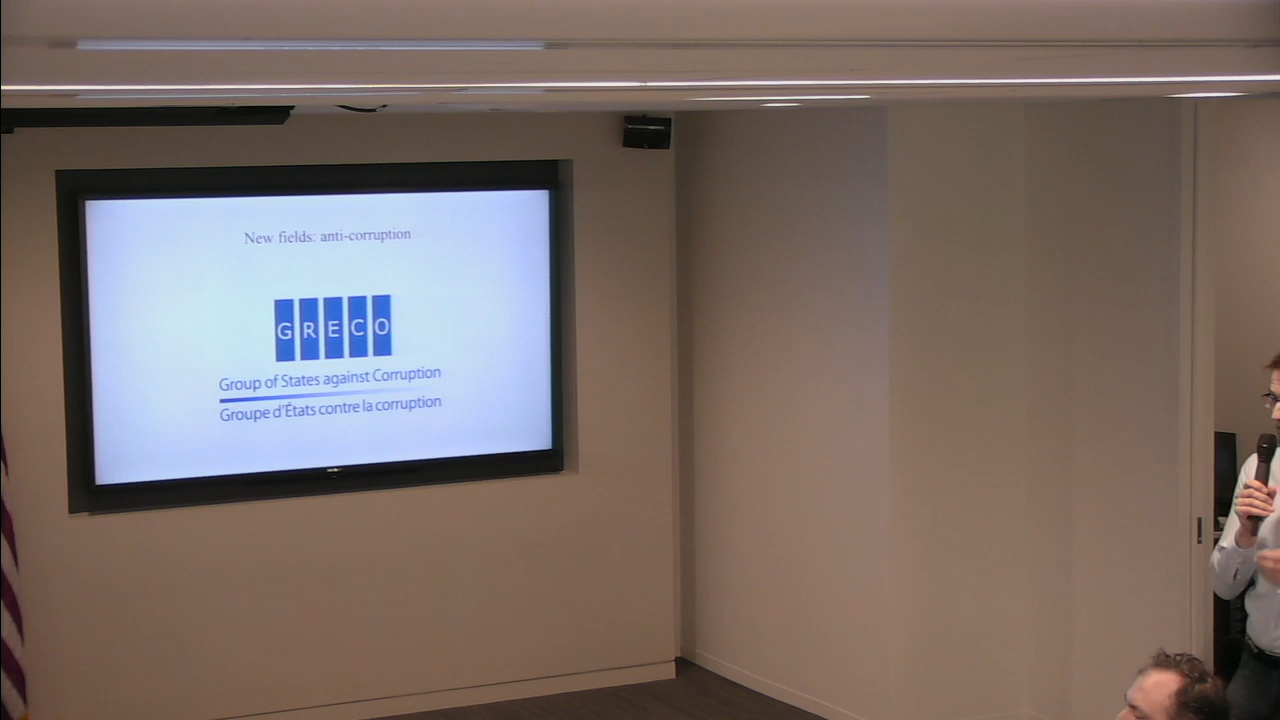 New fields: anti-corruption
GRECO
Group of States against Corruption
Groupe d'États contre la corruption